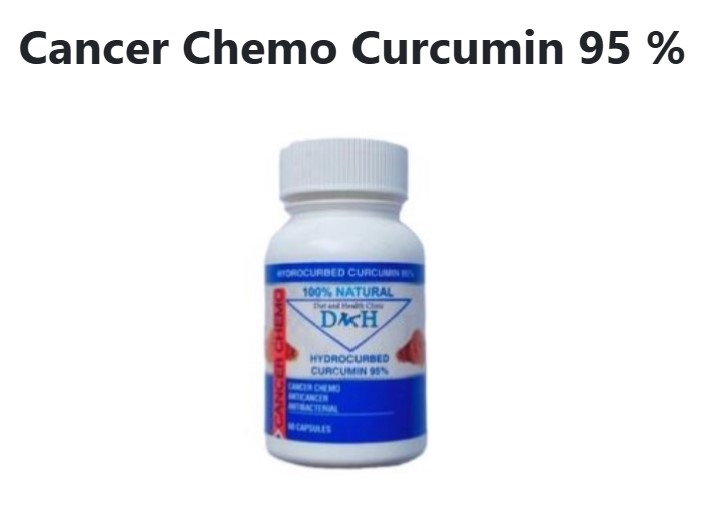 Cancer Chemo Curcumin 95 %
HYDROCURBED CURCUMIN 95%
100% NATURAL
Diet and Health Clinic
D H
HYDROCURBED
CURCUMIN 95%
CANCER CHEMO
CANCER CHEMO
ANTICANCER
ANTIBACTERIAL
60 CAPSULES